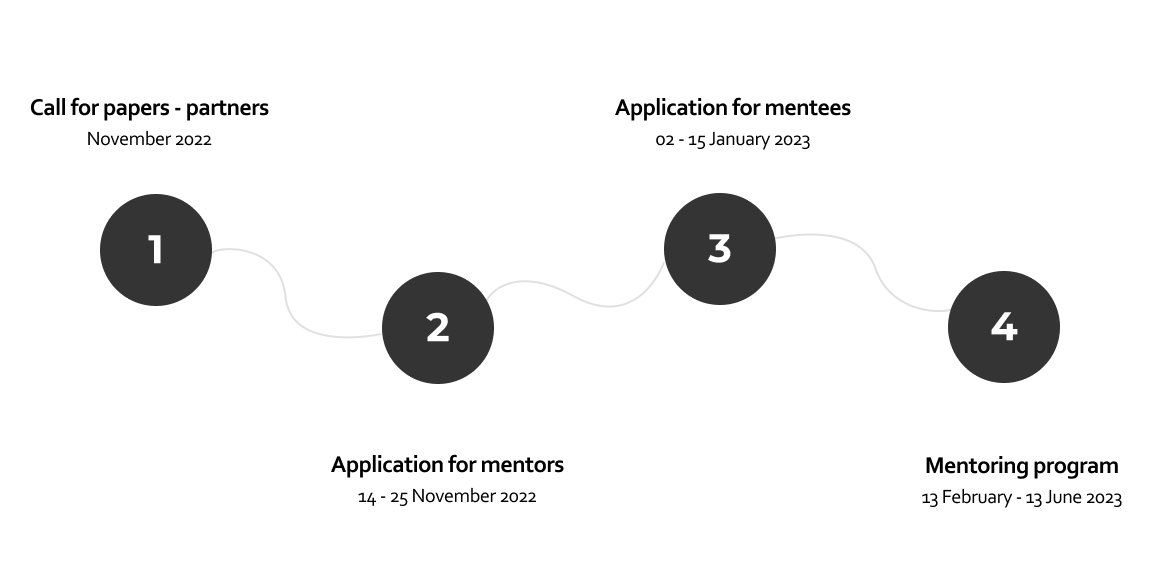 Call for papers - partners
November 2022
1
2
Application for mentors
14 - 25 November 2022
Application for mentees
02 - 15 January 2023
3
4
Mentoring program
13 February - 13 June 2023